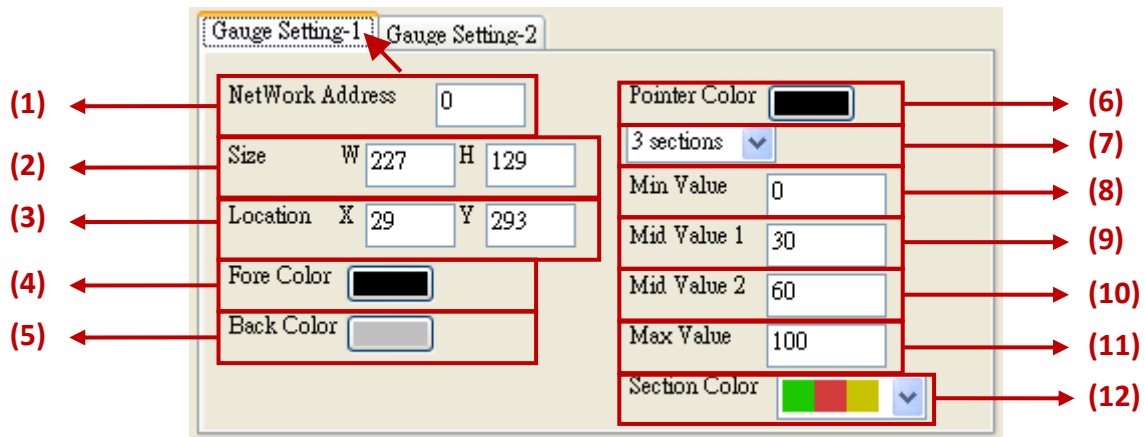 Gauge Setting-1 Gauge Setting-2
(1) NetWork Address 0
(2) Size W 227 H 129
(3) Location X 29 Y 293
(4) Fore Color
(5) Back Color
Pointer Color (6)
3 sections (7)
Min Value 0 (8)
Mid Value 1 30 (9)
Mid Value 2 60 (10)
Max Value 100 (11)
Section Color (12)